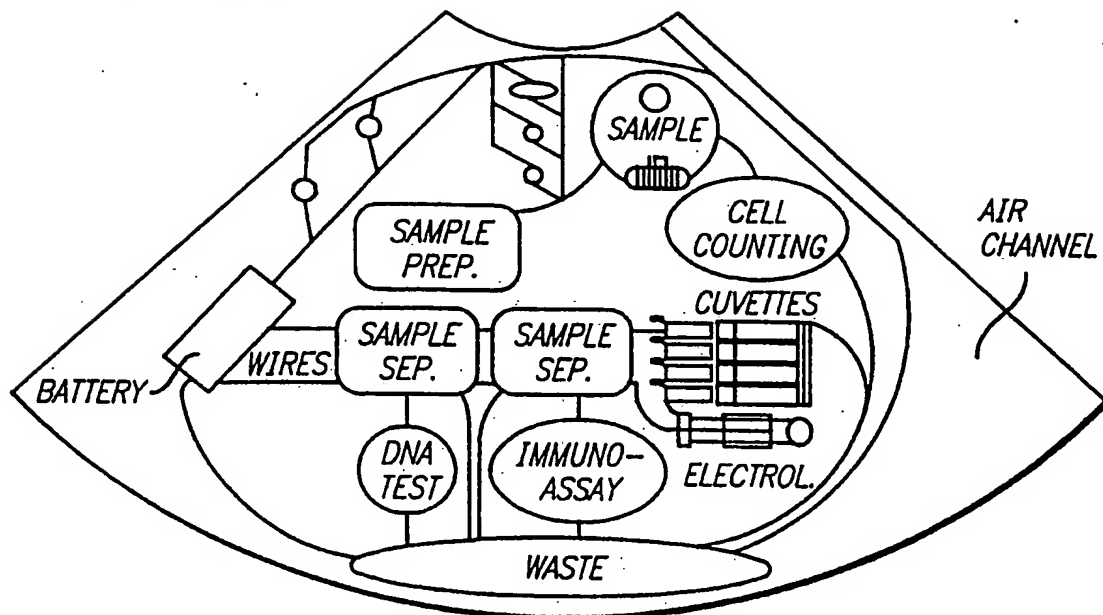 SAMPLE
CELL
COUNTING
AIR
CHANNEL
SAMPLE
PREP.
CUVETTES
SAMPLE
SEP.
SAMPLE
SEP.
WIRES
BATTERY
DNA
TEST
IMMUNO-
ASSAY
ELECTROL.
WASTE